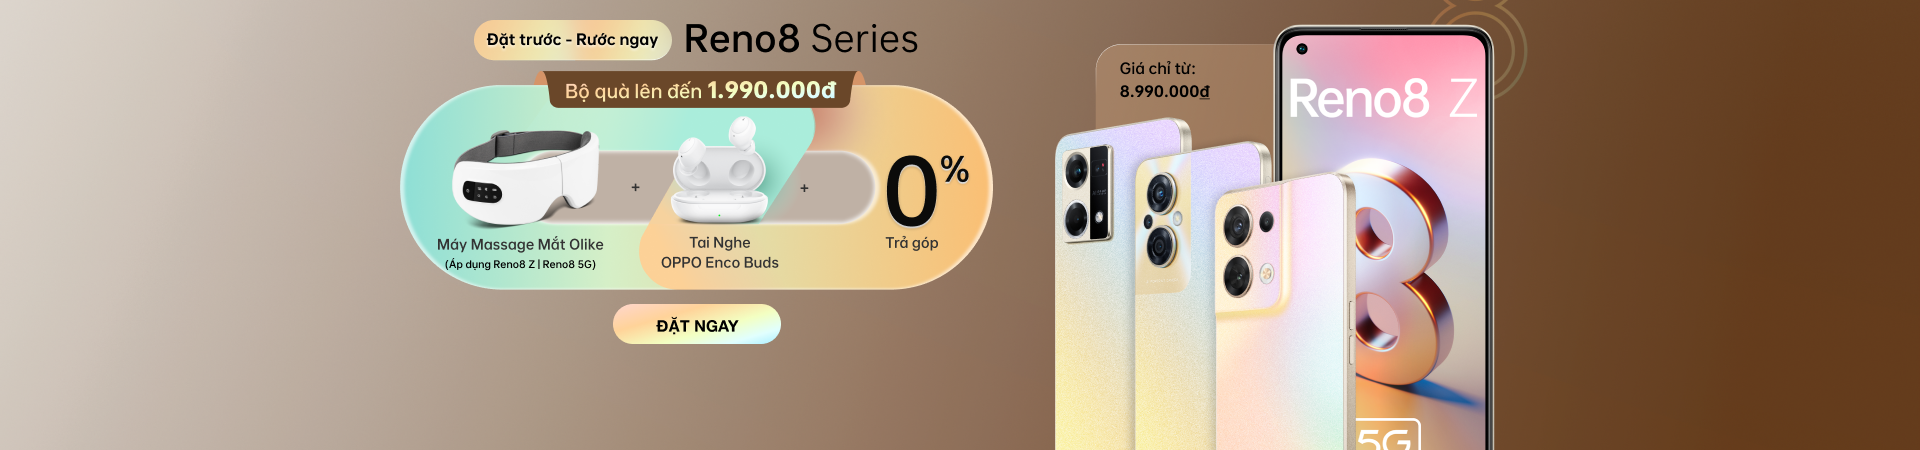 Đặt trước - Rước ngay
Reno8 Series
Bộ quà lên đến 1.990.000đ
+
+
0%
Máy Massage Mắt Olike
(Áp dụng Reno8 Z | Reno8 5G)
Tai Nghe
OPPO Enco Buds
Trả góp
ĐẶT NGAY
Giá chỉ từ:
8.990.000đ
Reno8 Z
8
5G